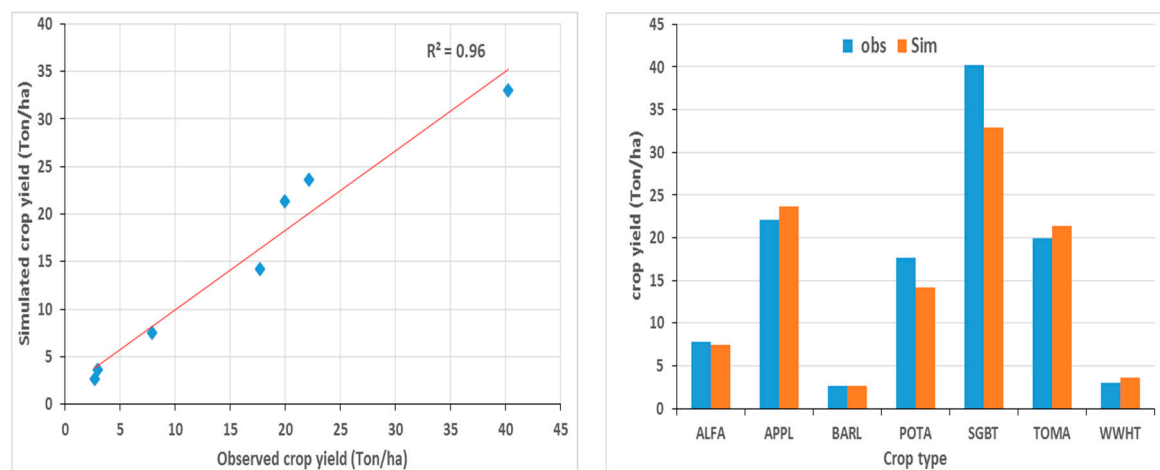 R² = 0.96
Simulated crop yield (Ton/ha)
40
35
30
25
20
15
10
5
0
0 5 10 15 20 25 30 35 40 45
Observed crop yield (Ton/ha)
obs Sim
crop yield (Ton/ha)
45
40
35
30
25
20
15
10
5
0
ALFA APPL BARL POTA SGBT TOMA WWHT
Crop type